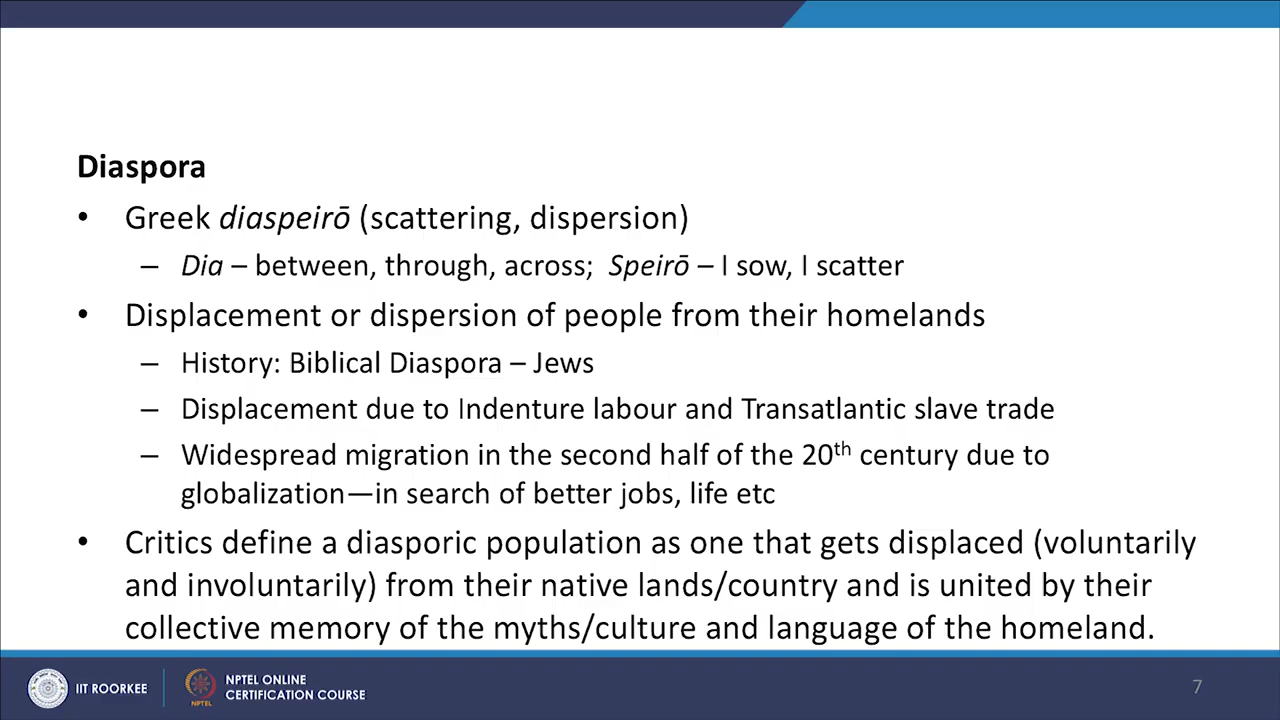 Diaspora
• Greek diaspeirō (scattering, dispersion)
– Dia – between, through, across; Speirō – I sow, I scatter
• Displacement or dispersion of people from their homelands
– History: Biblical Diaspora – Jews
– Displacement due to Indenture labour and Transatlantic slave trade
– Widespread migration in the second half of the 20th century due to
globalization—in search of better jobs, life etc
• Critics define a diasporic population as one that gets displaced (voluntarily
and involuntarily) from their native lands/country and is united by their
collective memory of the myths/culture and language of the homeland.
IIT ROORKEE
NPTEL
NPTEL ONLINE
CERTIFICATION COURSE
7